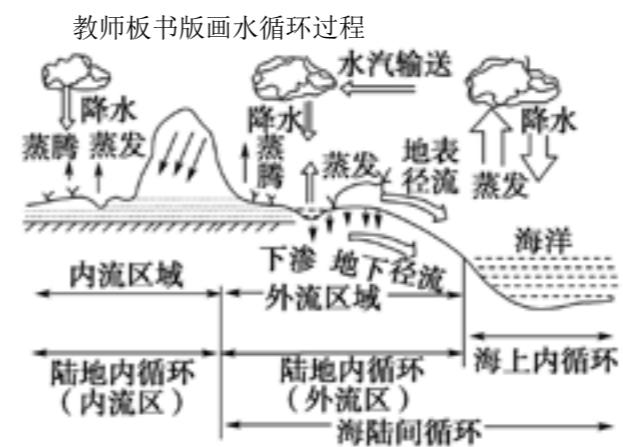 教师板书版画水循环过程
水汽输送
降水
降水
降水
蒸腾
蒸发
蒸腾
蒸发
地表径流
蒸发
下渗
地下径流
海洋
内流区域
外流区域
陆地内循环
（内流区）
陆地内循环
（外流区）
海上内循环
海陆间循环